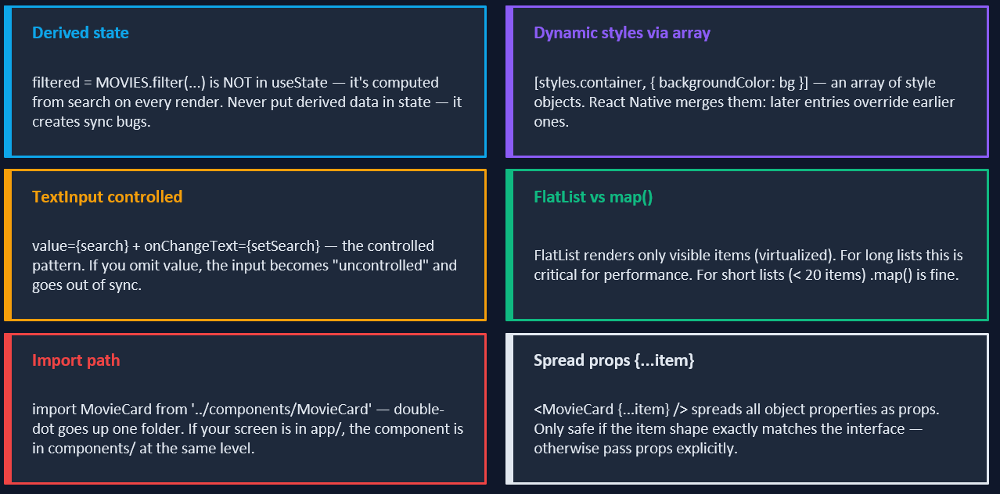 Derived state
filtered = MOVIES.filter(...) is NOT in useState — it's computed
from search on every render. Never put derived data in state — it
creates sync bugs.
Dynamic styles via array
[styles.container, { backgroundColor: bg }] — an array of style
objects. React Native merges them: later entries override earlier
ones.
TextInput controlled
value={search} + onChangeText={setSearch} — the controlled
pattern. If you omit value, the input becomes "uncontrolled" and
goes out of sync.
FlatList vs map()
FlatList renders only visible items (virtualized). For long lists this is
critical for performance. For short lists (< 20 items) .map() is fine.
Import path
import MovieCard from '../components/MovieCard' — double-
dot goes up one folder. If your screen is in app/, the component is
in components/ at the same level.
Spread props {...item}
<MovieCard {...item} /> spreads all object properties as props.
Only safe if the item shape exactly matches the interface —
otherwise pass props explicitly.